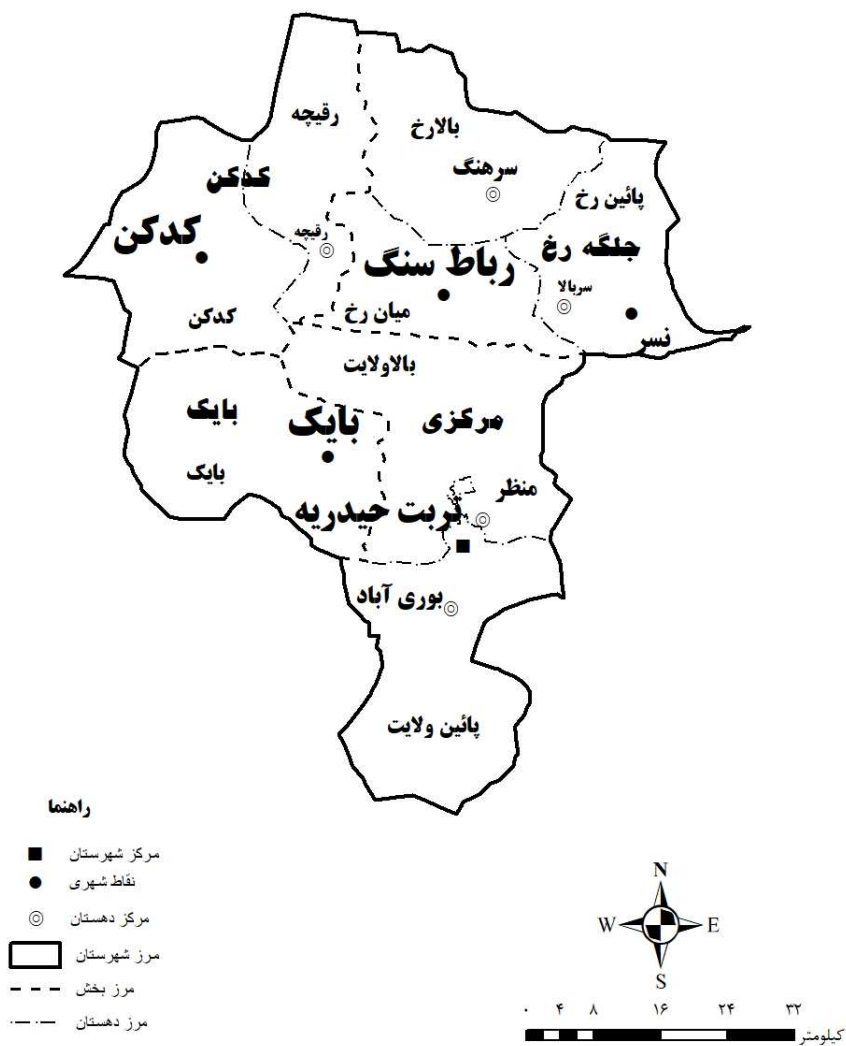 رقیچه
بالارخ
سرهنگ
کدکن
پائین رخ
کدکن
رقیچه
جلگه رخ
رباط سنگ
سربالا
کدکن
میان رخ
نسر
بالاولایت
بایک
بایک
مرکزی
بایک
منظر
تربت حیدریه
بوری آباد
پائین ولایت
راهنما
مرکز شهرستان
نقاط شهری
مرکز دهستان
مرز شهرستان
مرز بخش
مرز دهستان
N
W E
S
۰ ۴ ۸ ۱۶ ۲۴ ۳۲
کیلومتر